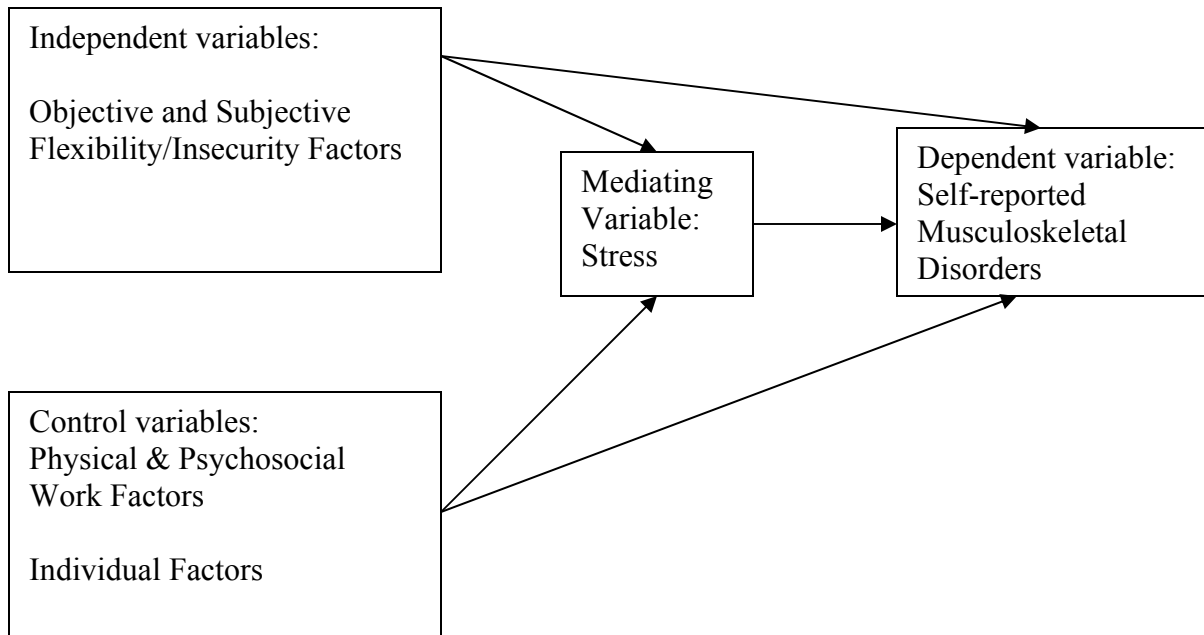 Independent variables:
Objective and Subjective
Flexibility/Insecurity Factors
Mediating
Variable:
Stress
Dependent variable:
Self-reported
Musculoskeletal
Disorders
Control variables:
Physical & Psychosocial
Work Factors
Individual Factors